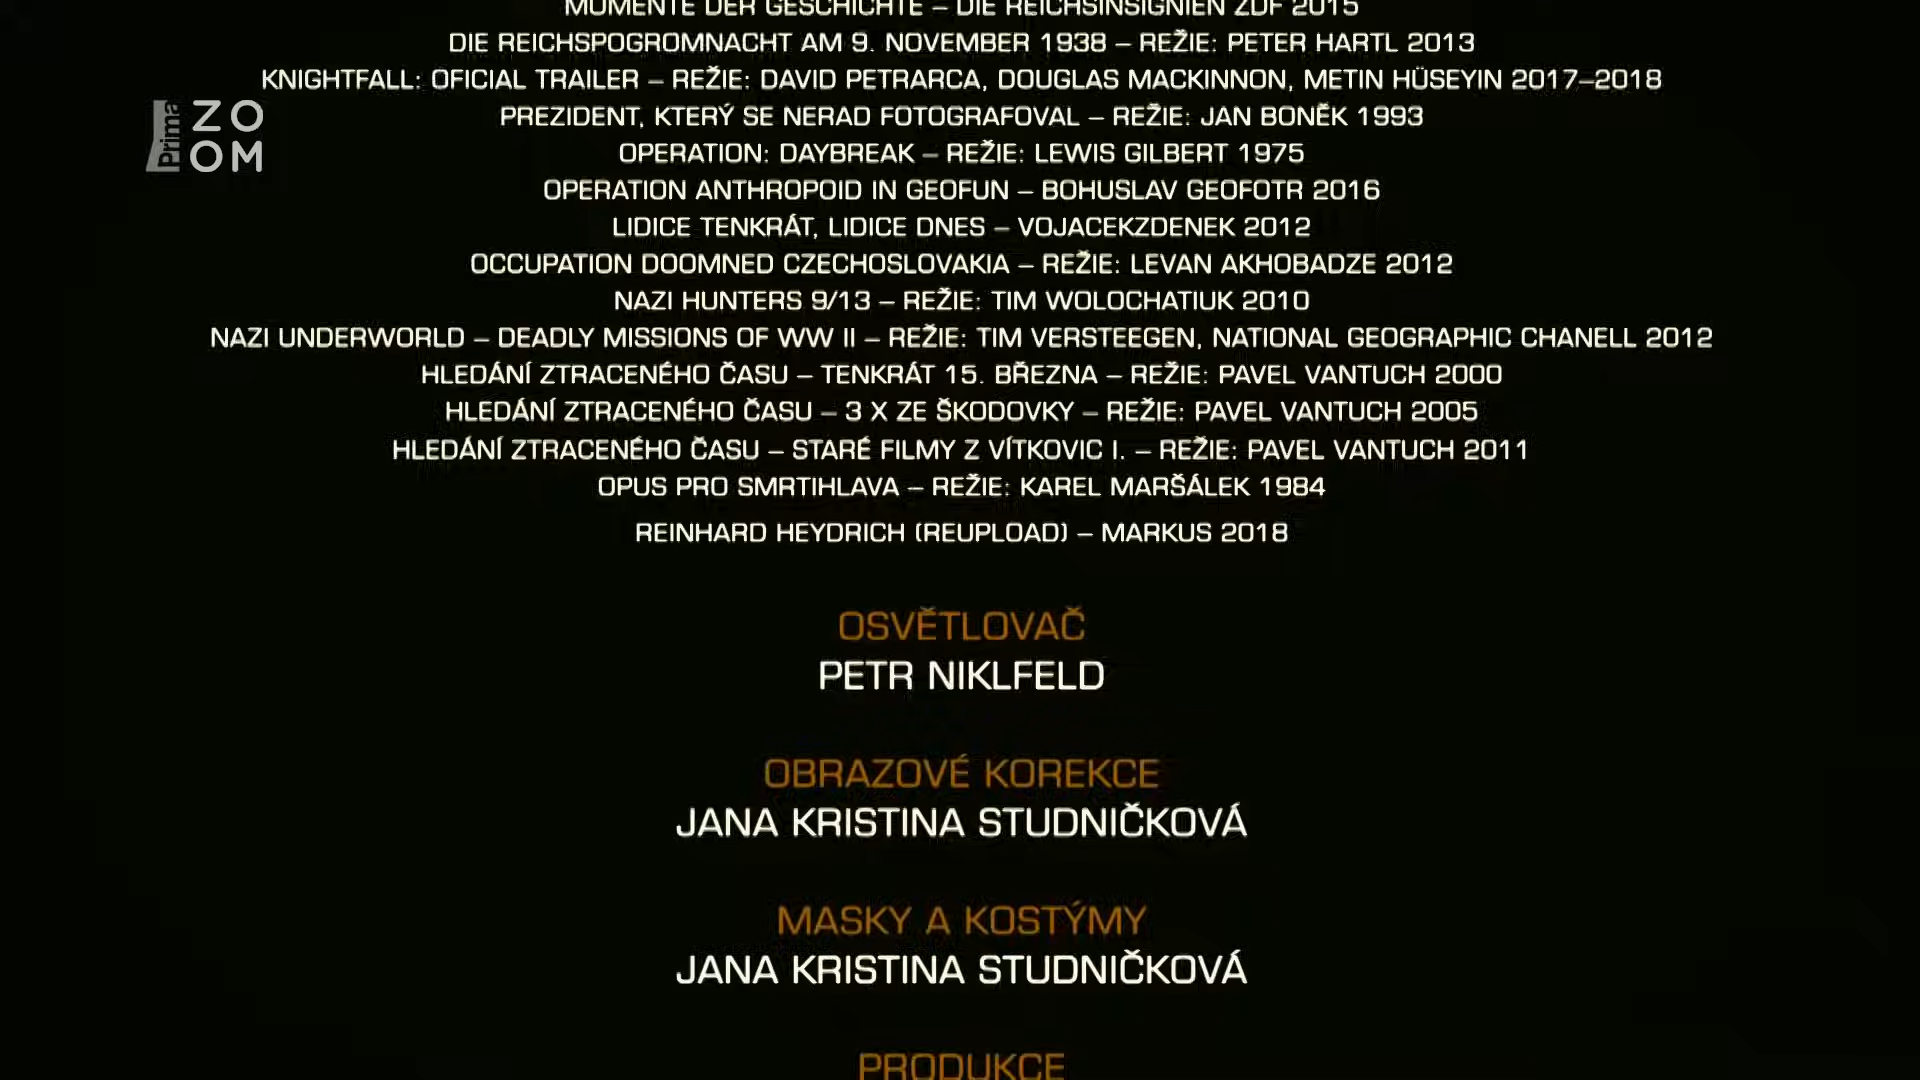 MOMENTE DER GESCHICHTE – DIE REICHSINSIGNIEN ZDF 2015
DIE REICHSPOGROMNACHT AM 9. NOVEMBER 1938 – REŽIE: PETER HARTL 2013
KNIGHTFALL: OFICIAL TRAILER – REŽIE: DAVID PETRARCA, DOUGLAS MACKINNON, METIN HÜSEYIN 2017–2018
Prima
ZO
OM
PREZIDENT, KTERÝ SE NERAD FOTOGRAFOVAL – REŽIE: JAN BONĚK 1993
OPERATION: DAYBREAK – REŽIE: LEWIS GILBERT 1975
OPERATION ANTHROPOID IN GEOFUN – BOHUSLAV GEOFOTR 2016
LIDICE TENKRÁT, LIDICE DNES – VOJACEKZDENEK 2012
OCCUPATION DOOMNED CZECHOSLOVAKIA – REŽIE: LEVAN AKHOBADZE 2012
NAZI HUNTERS 9/13 – REŽIE: TIM WOLOCHATIUK 2010
NAZI UNDERWORLD – DEADLY MISSIONS OF WW II – REŽIE: TIM VERSTEEGEN, NATIONAL GEOGRAPHIC CHANELL 2012
HLEDÁNÍ ZTRACENÉHO ČASU – TENKRÁT 15. BŘEZNA – REŽIE: PAVEL VANTUCH 2000
HLEDÁNÍ ZTRACENÉHO ČASU – 3 X ZE ŠKODOVKY – REŽIE: PAVEL VANTUCH 2005
HLEDÁNÍ ZTRACENÉHO ČASU – STARÉ FILMY Z VÍTKOVIC I. – REŽIE: PAVEL VANTUCH 2011
OPUS PRO SMRTIHLAVA – REŽIE: KAREL MARŠÁLEK 1984
REINHARD HEYDRICH (REUPLOAD) – MARKUS 2018
OSVĚTLOVAČ
PETR NIKLFELD
OBRAZOVÉ KOREKCE
JANA KRISTINA STUDNIČKOVÁ
MASKY A KOSTÝMY
JANA KRISTINA STUDNIČKOVÁ
PRODUKCE